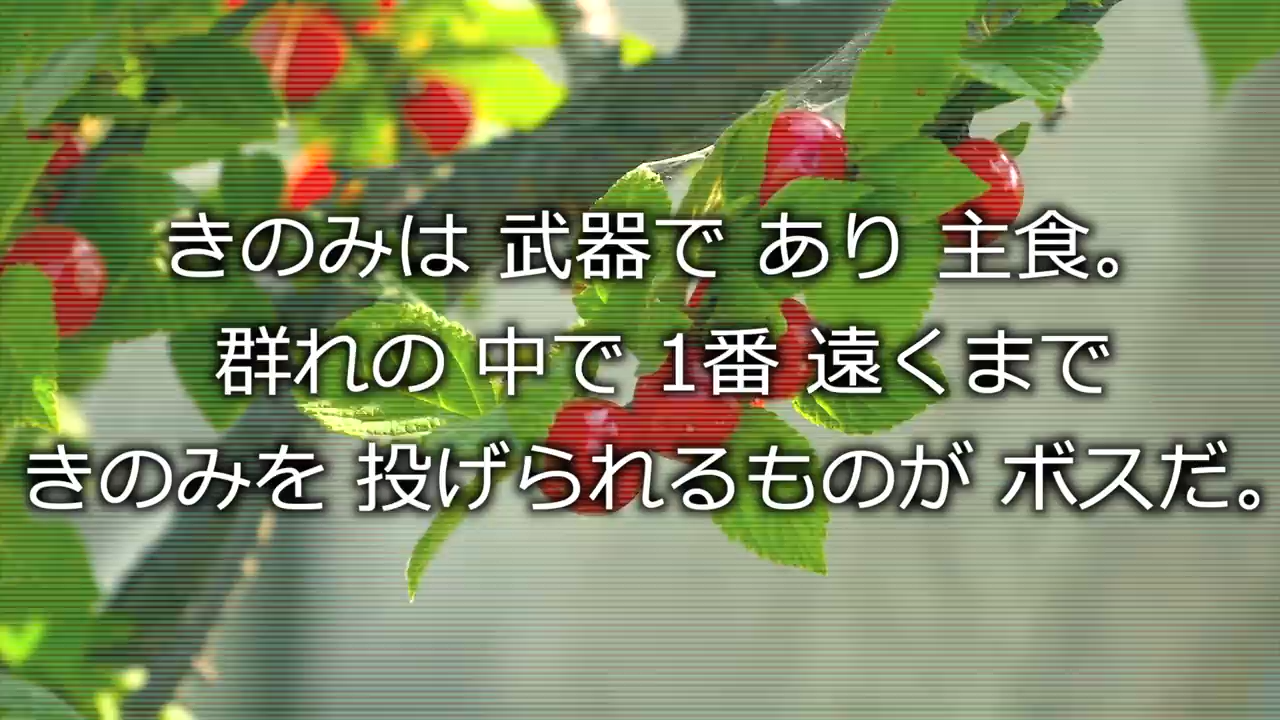 きのみは 武器で あり 主食。
群れの 中で 1番 遠くまで
きのみを 投げられるものが ボスだ。